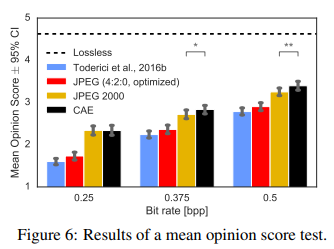 5
Lossless
Toderici et al., 2016b
JPEG (4:2:0, optimized)
JPEG 2000
CAE
*
**
4
3
2
1
Mean Opinion Score ± 95% CI
0.25
0.375
0.5
Bit rate [bpp]
Figure 6: Results of a mean opinion score test.